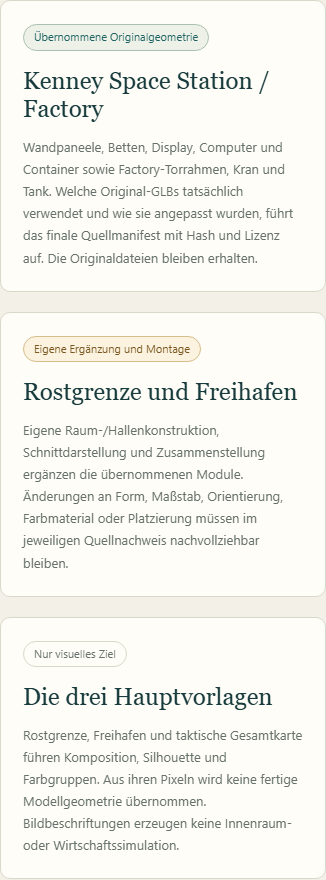 Übernommene Originalgeometrie
Kenney Space Station /
Factory
Wandpaneele, Betten, Display, Computer und
Container sowie Factory-Torrahmen, Kran und
Tank. Welche Original-GLBs tatsächlich
verwendet und wie sie angepasst wurden, führt
das finale Quellmanifest mit Hash und Lizenz
auf. Die Originaldateien bleiben erhalten.
Eigene Ergänzung und Montage
Rostgrenze und Freihafen
Eigene Raum-/Hallenkonstruktion,
Schnittdarstellung und Zusammenstellung
ergänzen die übernommenen Module.
Änderungen an Form, Maßstab, Orientierung,
Farbmaterial oder Platzierung müssen im
jeweiligen Quellnachweis nachvollziehbar
bleiben.
Nur visuelles Ziel
Die drei Hauptvorlagen
Rostgrenze, Freihafen und taktische Gesamtkarte
führen Komposition, Silhouette und
Farbgruppen. Aus ihren Pixeln wird keine fertige
Modellgeometrie übernommen.
Bildbeschriftungen erzeugen keine Innenraum-
oder Wirtschaftssimulation.